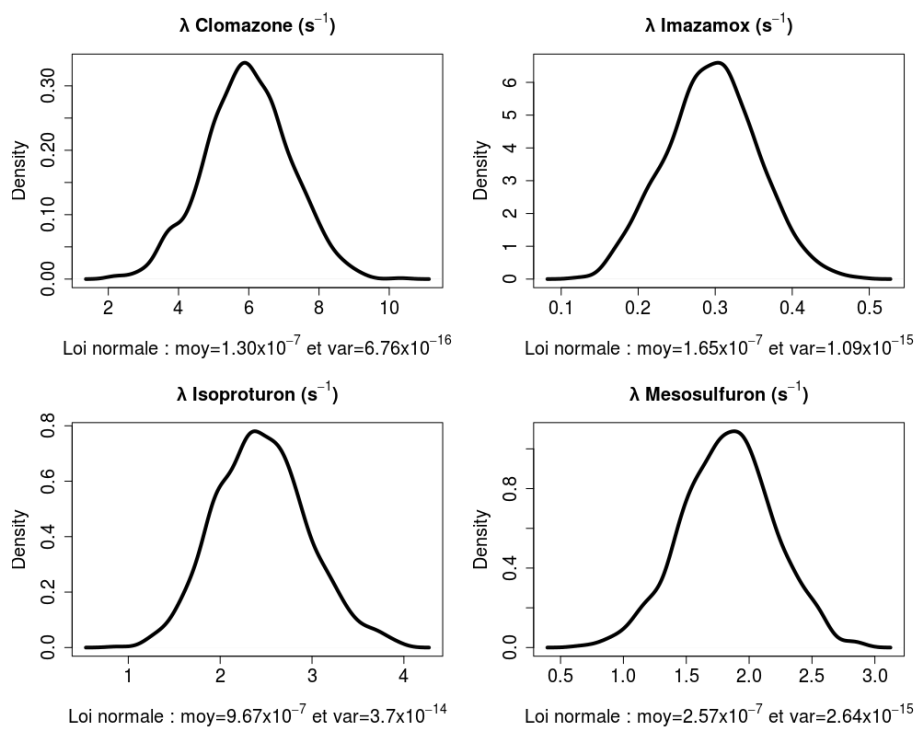 λ Clomazone (s⁻¹)
Density
0.00 0.10 0.20 0.30
2 4 6 8 10
Loi normale : moy=1.30x10⁻⁷ et var=6.76x10⁻¹⁶
λ Imazamox (s⁻¹)
Density
0 1 2 3 4 5 6
0.1 0.2 0.3 0.4 0.5
Loi normale : moy=1.65x10⁻⁷ et var=1.09x10⁻¹⁵
λ Isoproturon (s⁻¹)
Density
0.0 0.2 0.4 0.6 0.8
1 2 3 4
Loi normale : moy=9.67x10⁻⁷ et var=3.7x10⁻¹⁴
λ Mesosulfuron (s⁻¹)
Density
0.0 0.4 0.8
0.5 1.0 1.5 2.0 2.5 3.0
Loi normale : moy=2.57x10⁻⁷ et var=2.64x10⁻¹⁵